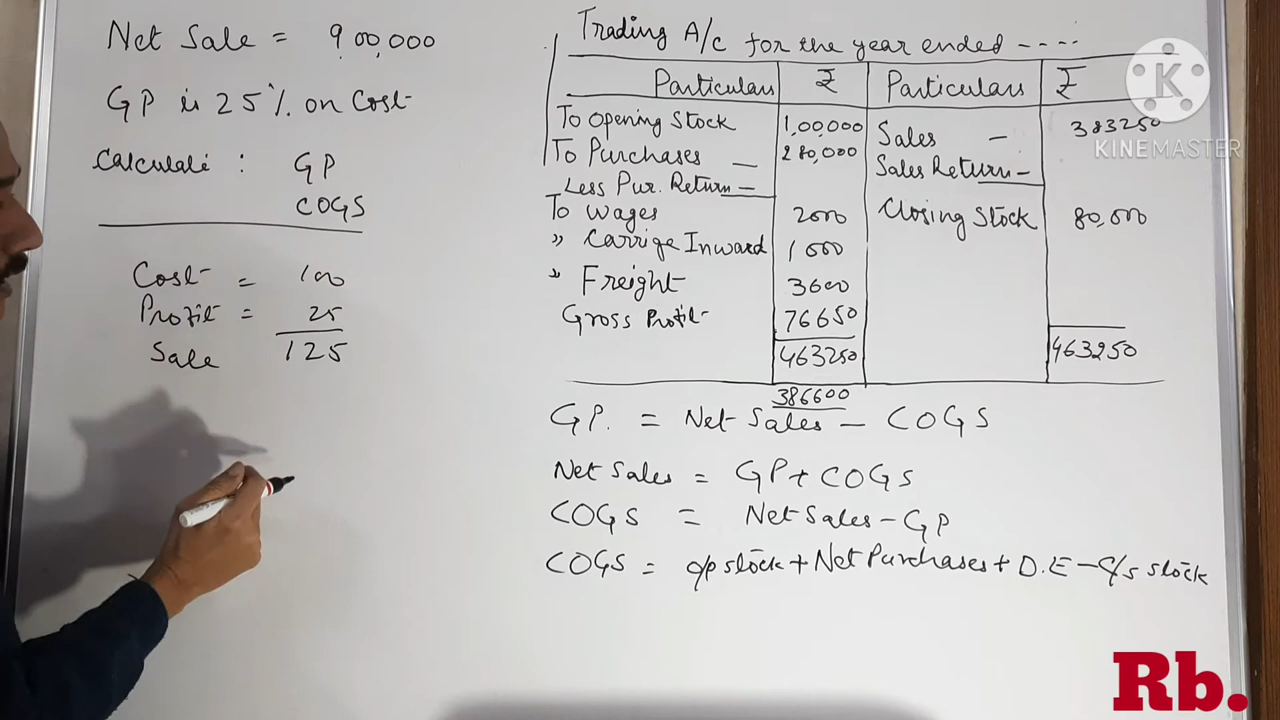 Net Sale = 9,00,000
GP is 25% on Cost
Calculate : GP
COGS
Cost = 100
Profit = 25
Sale 125
Trading A/c for the year ended ----
Particulars ₹ Particulars ₹
To Opening Stock 1,00,000 Sales - 383250
To Purchases - 280,000 Sales Return -
Less Pur. Return -
To Wages 2000 Closing Stock 80,000
" Carrige Inward 1000
" Freight 3600
Gross Profit 76650
463250 463250
386600
GP. = Net Sales - COGS
Net Sales = GP + COGS
COGS = Net Sales - GP
COGS = o/p stock + Net Purchases + D.E - c/s stock
K
KINEMASTER
Rb.